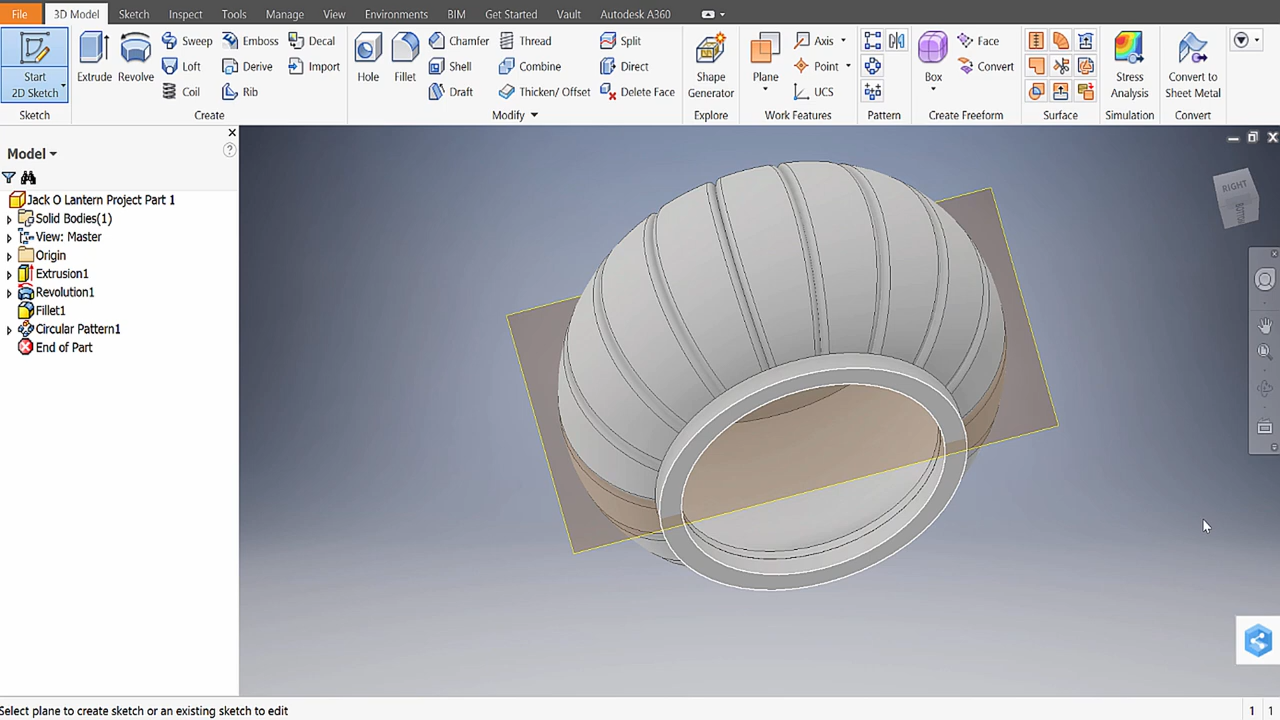 File 3D Model Sketch Inspect Tools Manage View Environments BIM Get Started Vault Autodesk A360
Start
2D Sketch
Sketch
Extrude
Revolve
Sweep
Loft
Coil
Emboss
Derive
Rib
Decal
Import
Create
Hole
Fillet
Chamfer
Shell
Draft
Thread
Combine
Thicken/ Offset
Split
Direct
Delete Face
Modify
Shape
Generator
Explore
Plane
Axis
Point
UCS
Work Features
Pattern
Box
Face
Convert
Create Freeform
Surface
Stress
Analysis
Simulation
Convert to
Sheet Metal
Convert
Model
Jack O Lantern Project Part 1
Solid Bodies(1)
View: Master
Origin
Extrusion1
Revolution1
Fillet1
Circular Pattern1
End of Part
RIGHT
BOTTOM
Select plane to create sketch or an existing sketch to edit
1 1